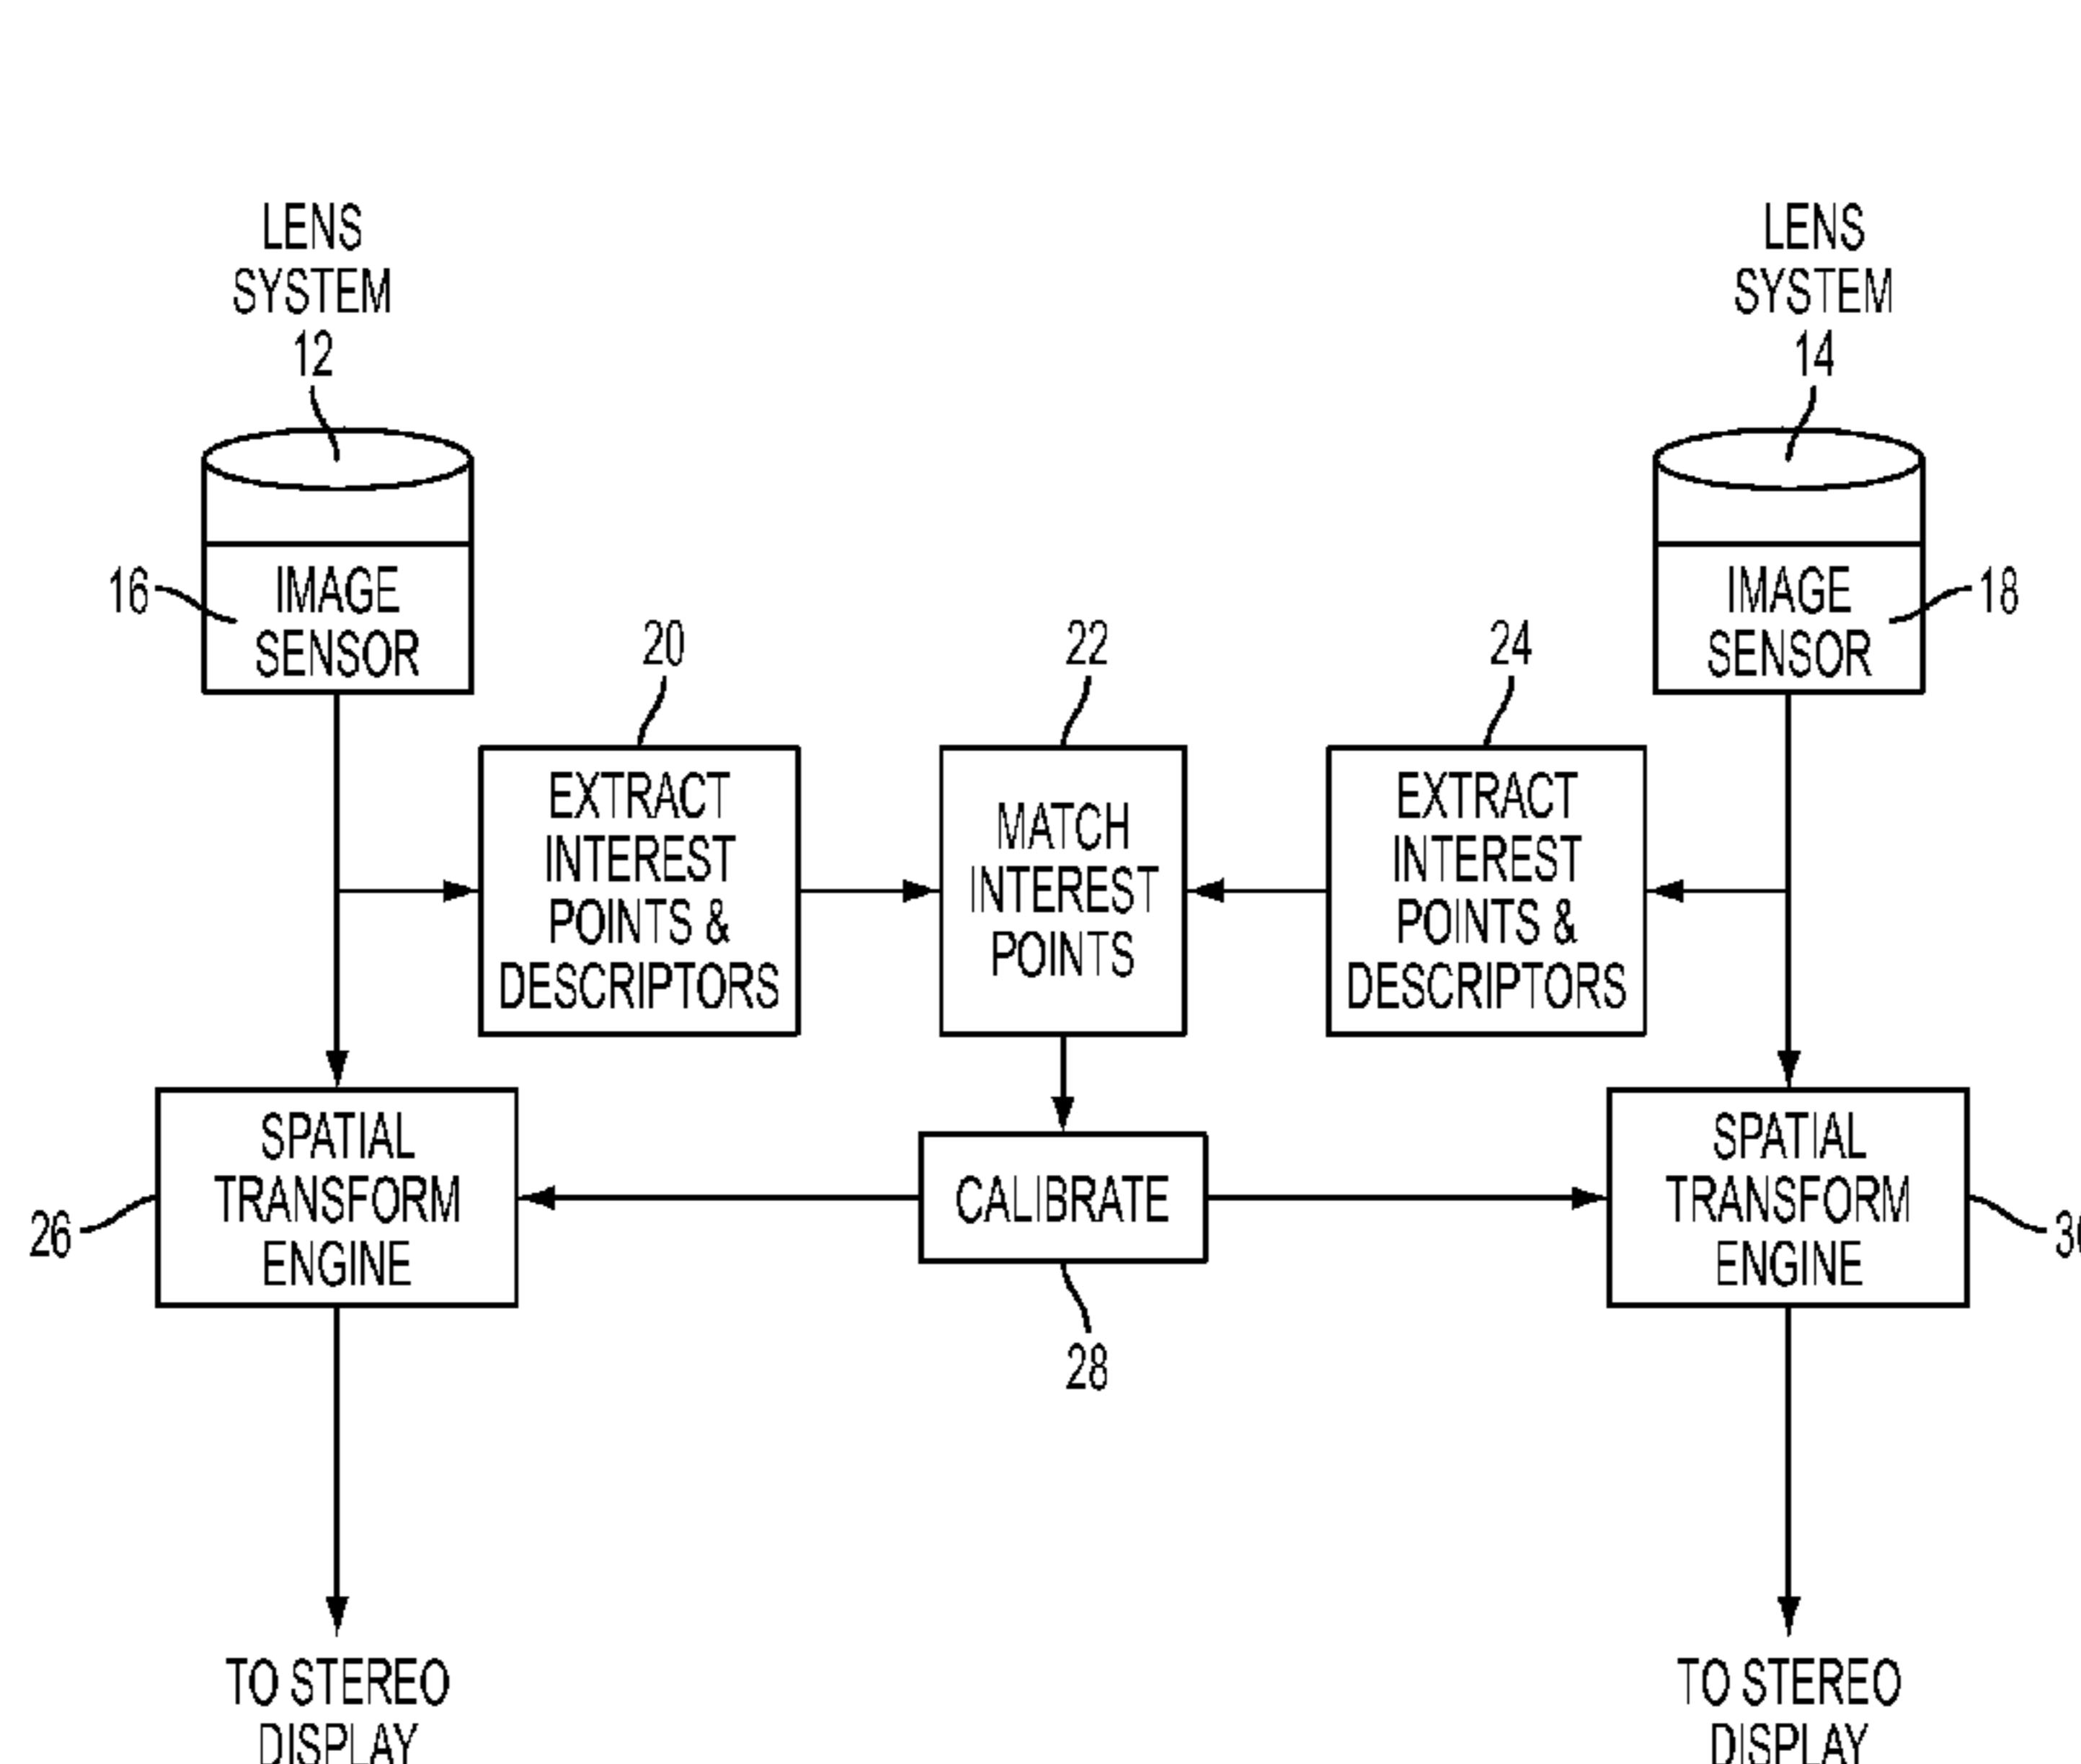 LENS
SYSTEM
12
LENS
SYSTEM
14
16
IMAGE
SENSOR
IMAGE
SENSOR
18
20
22
24
EXTRACT
INTEREST
POINTS &
DESCRIPTORS
MATCH
INTEREST
POINTS
EXTRACT
INTEREST
POINTS &
DESCRIPTORS
SPATIAL
TRANSFORM
ENGINE
26
CALIBRATE
28
SPATIAL
TRANSFORM
ENGINE
TO STEREO
DISPLAY
TO STEREO
DISPLAY